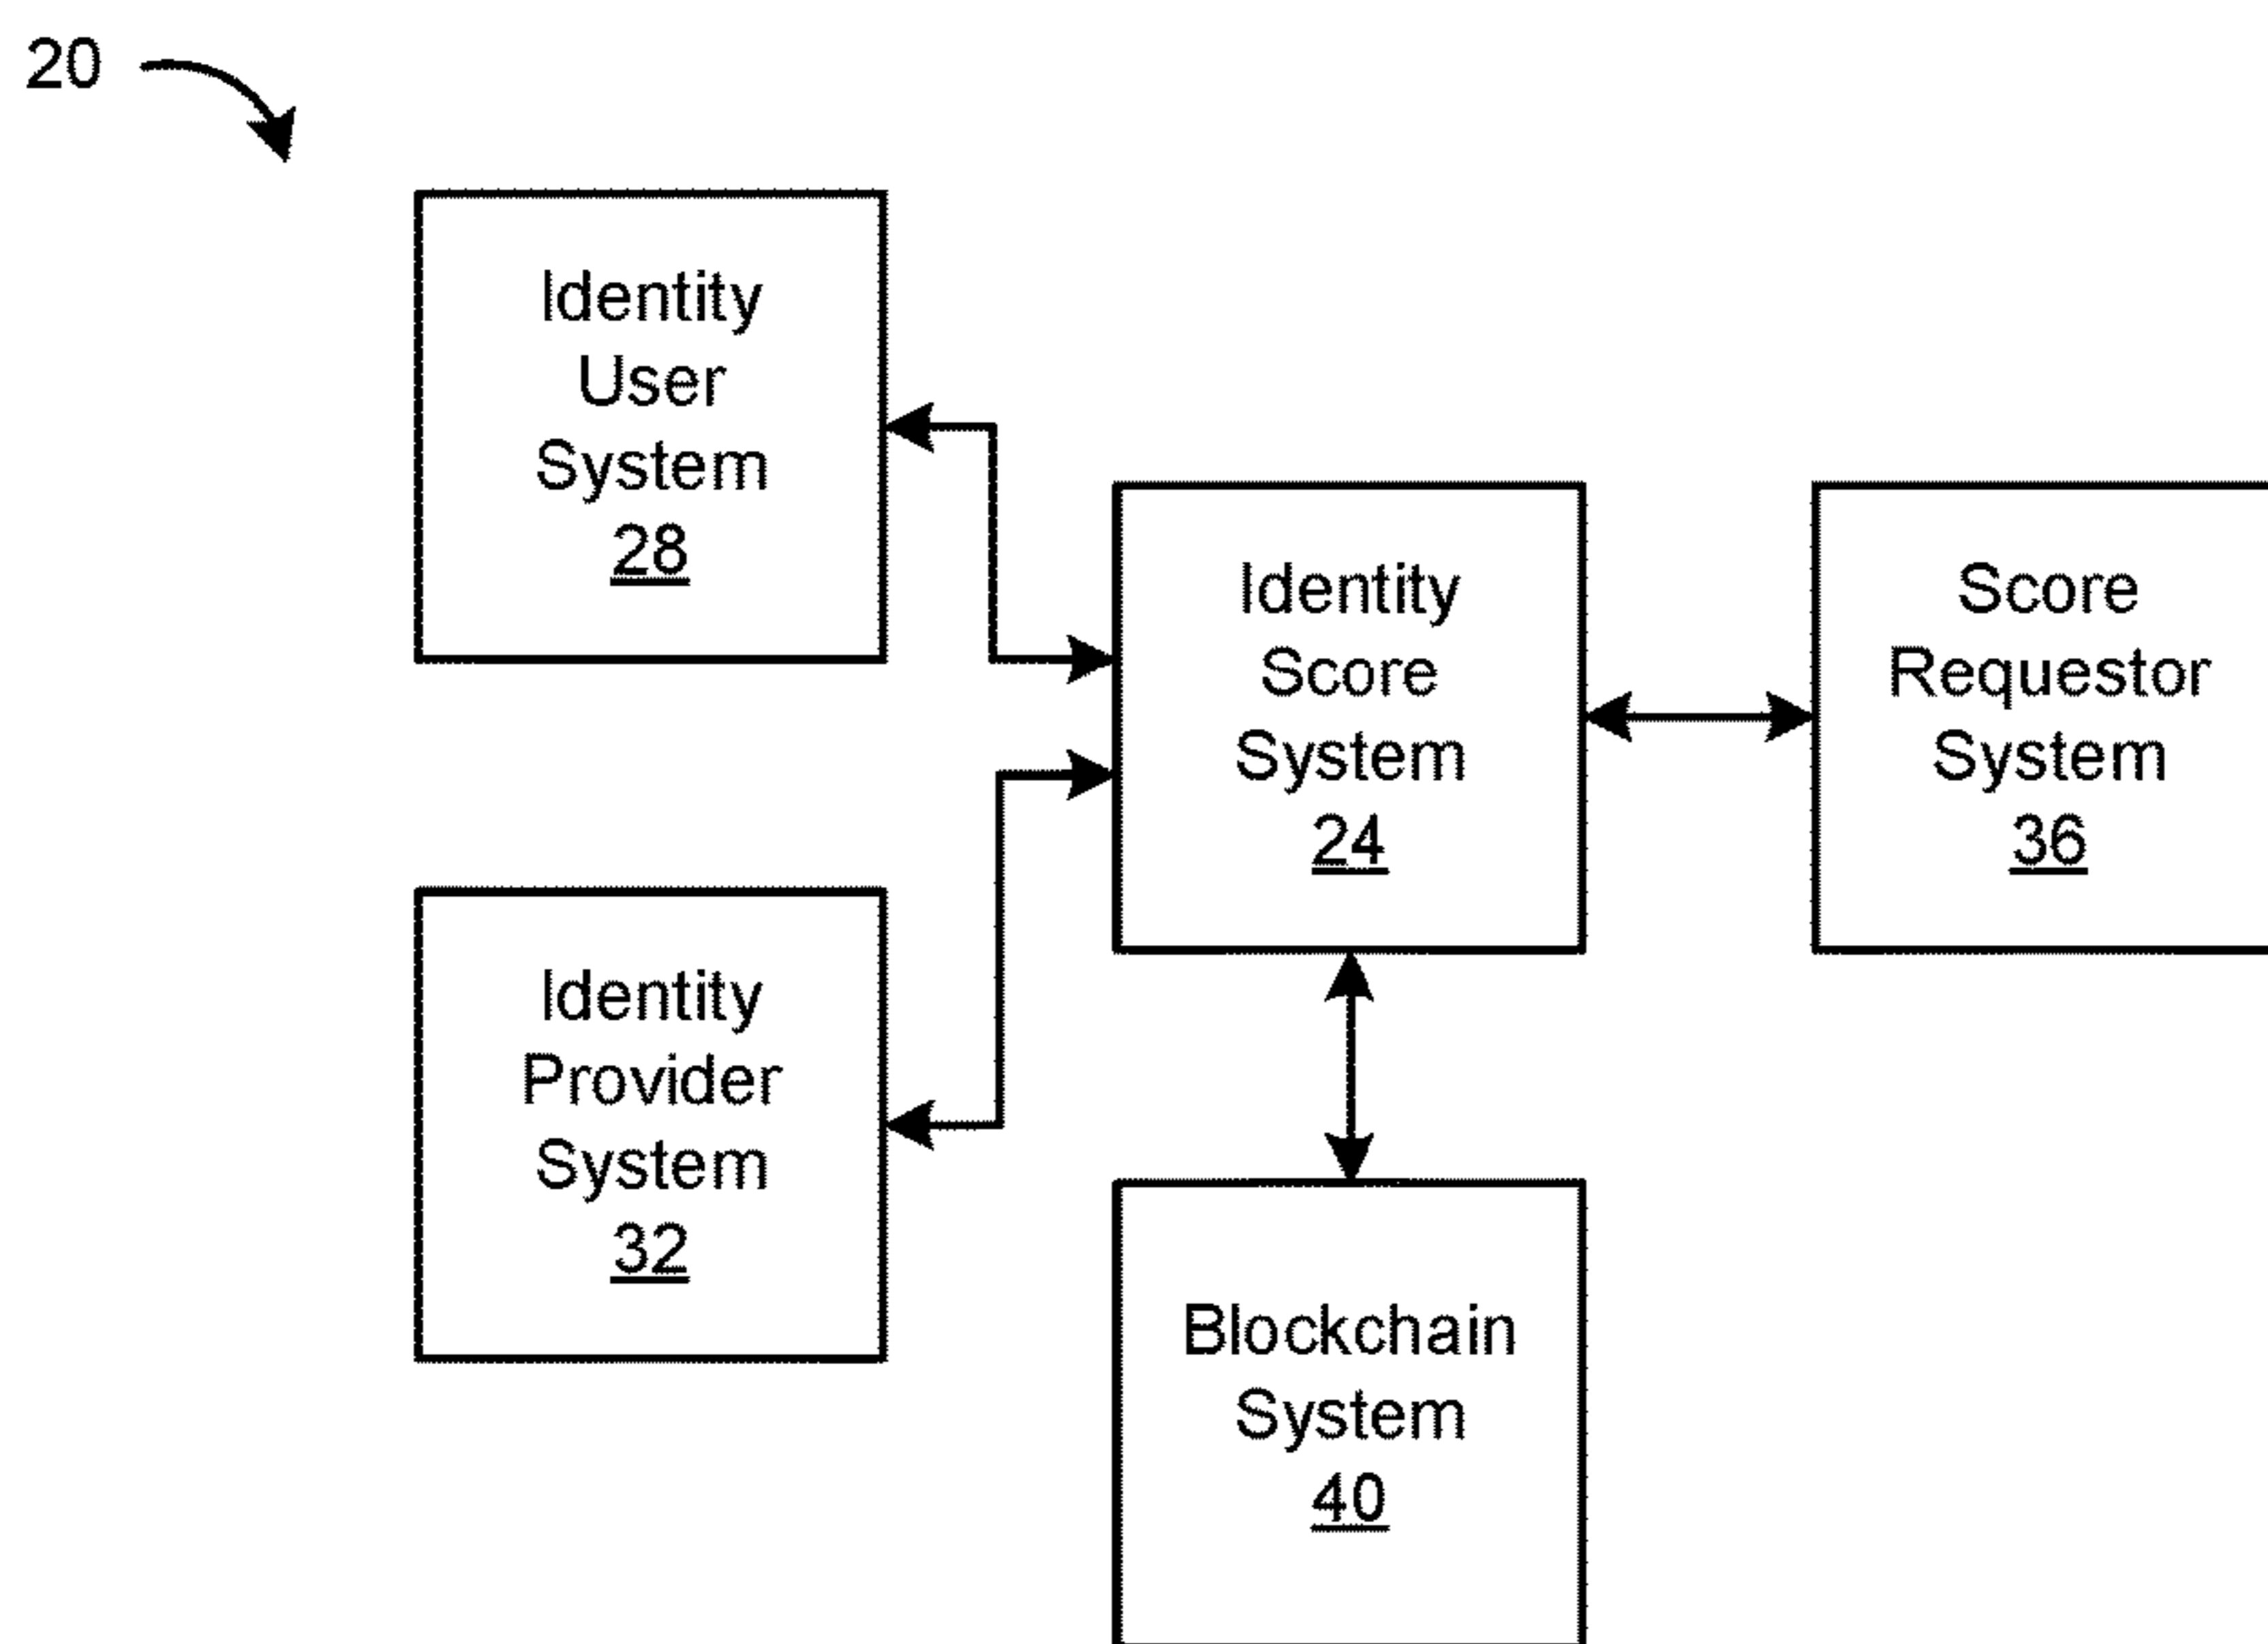 20
Identity
User
System
28
Identity
Score
System
24
Score
Requestor
System
36
Identity
Provider
System
32
Blockchain
System
40